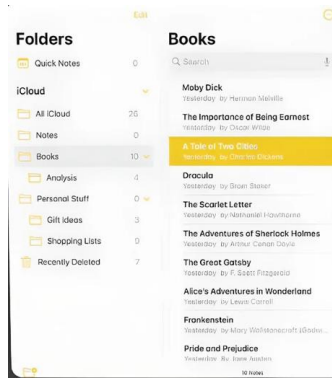 Edit
Folders
Quick Notes 0
iCloud
All iCloud 20
Notes 0
Books 10
Analysis 4
Personal Stuff 0
Gift Ideas 3
Shopping Lists 0
Recently Deleted 7
Books
Search
Moby Dick
Yesterday by Herman Melville
The Importance of Being Earnest
Yesterday by Oscar Wilde
A Tale of Two Cities
Yesterday by Charles Dickens
Dracula
Yesterday by Bram Stoker
The Scarlet Letter
Yesterday by Nathaniel Hawthorne
The Adventures of Sherlock Holmes
Yesterday by Arthur Conan Doyle
The Great Gatsby
Yesterday by F. Scott Fitzgerald
Alice's Adventures in Wonderland
Yesterday by Lewis Carroll
Frankenstein
Yesterday by Mary Wollstonecraft
Pride and Prejudice
Yesterday By Jane Austen
10 Notes